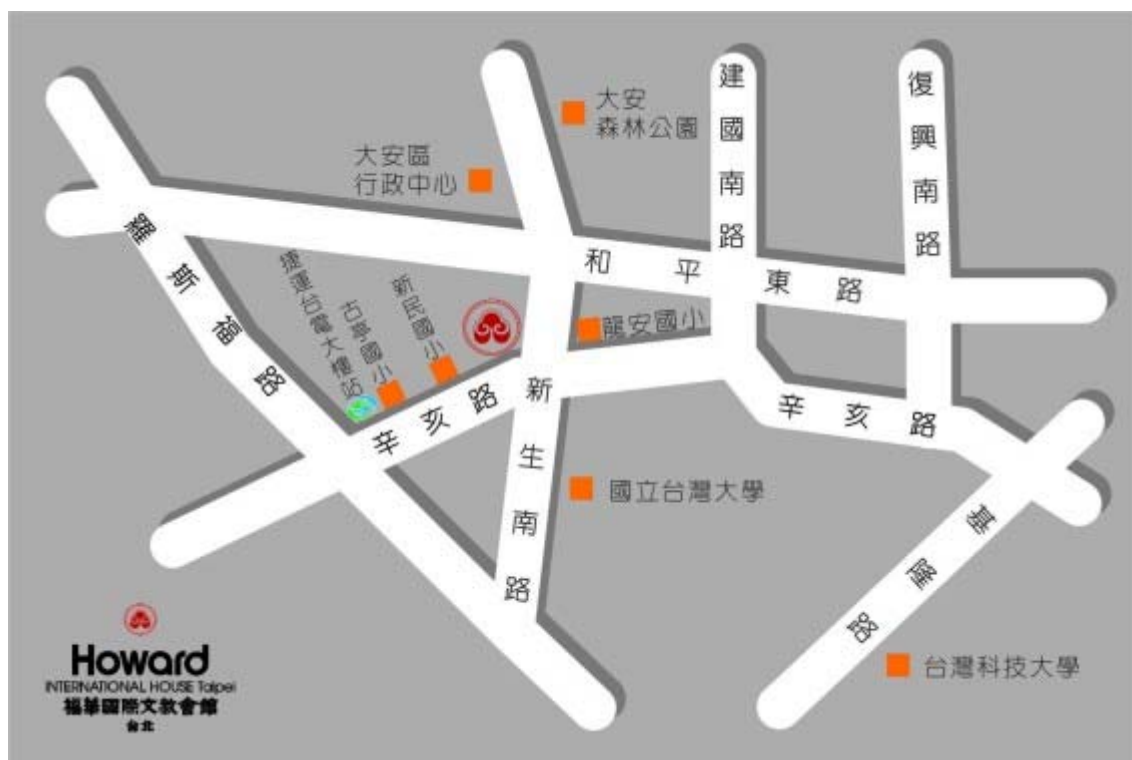 大安
森林公園
建國南路
復興南路
大安區
行政中心
羅斯福路
和平東路
捷運台電大樓站
古亭國小
新民國小
龍安國小
辛亥路
新生南路
辛亥路
國立台灣大學
基隆路
台灣科技大學
Howard
INTERNATIONAL HOUSE Taipei
福華國際文教會館
台北